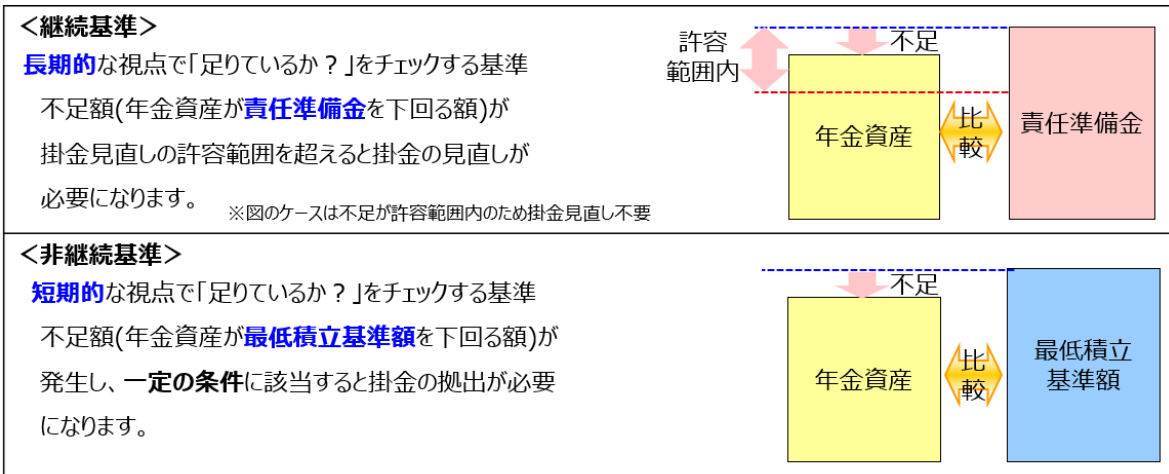 ＜継続基準＞
長期的な視点で「足りているか？」をチェックする基準
不足額(年金資産が責任準備金を下回る額)が
掛金見直しの許容範囲を超えると掛金の見直しが
必要になります。
※図のケースは不足が許容範囲内のため掛金見直し不要
許容
範囲内
不足
年金資産
比
較
責任準備金
＜非継続基準＞
短期的な視点で「足りているか？」をチェックする基準
不足額(年金資産が最低積立基準額を下回る額)が
発生し、一定の条件に該当すると掛金の拠出が必要
になります。
不足
年金資産
比
較
最低積立
基準額